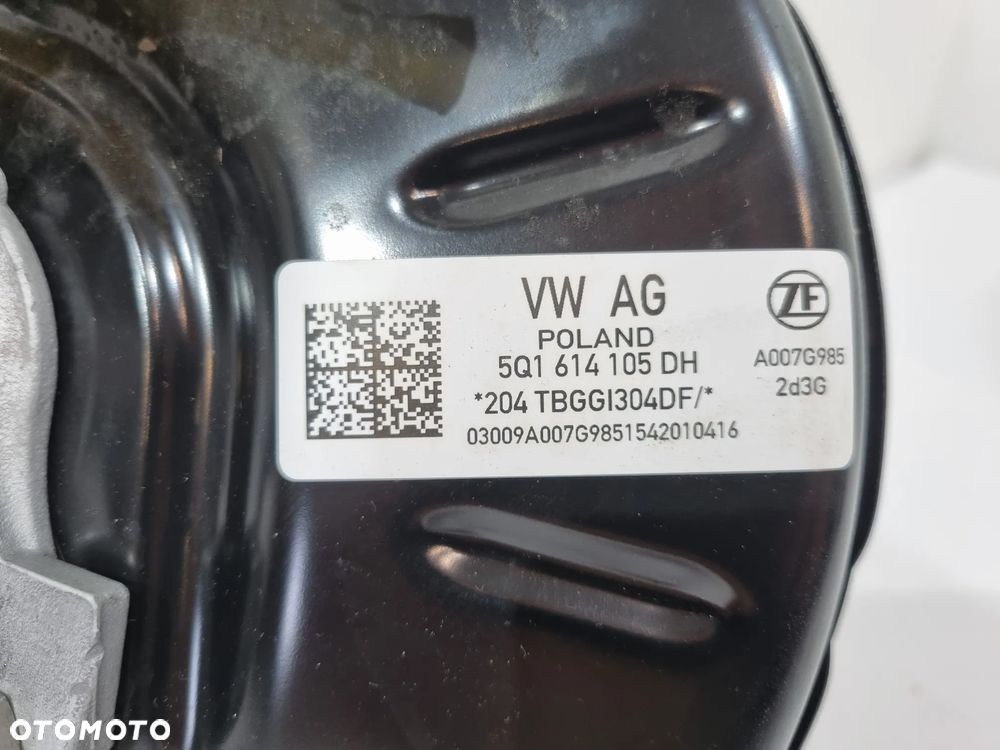 VW AG
POLAND
5Q1 614 105 DH
*204 TBGGI304DF/*
03009A007G9851542010416
ZF
A007G985
2d3G
OTOMOTO